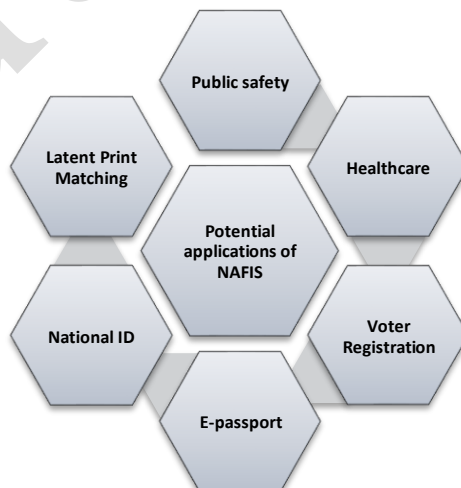 Public safety
Latent Print
Matching
Healthcare
Potential
applications of
NAFIS
National ID
Voter
Registration
E-passport